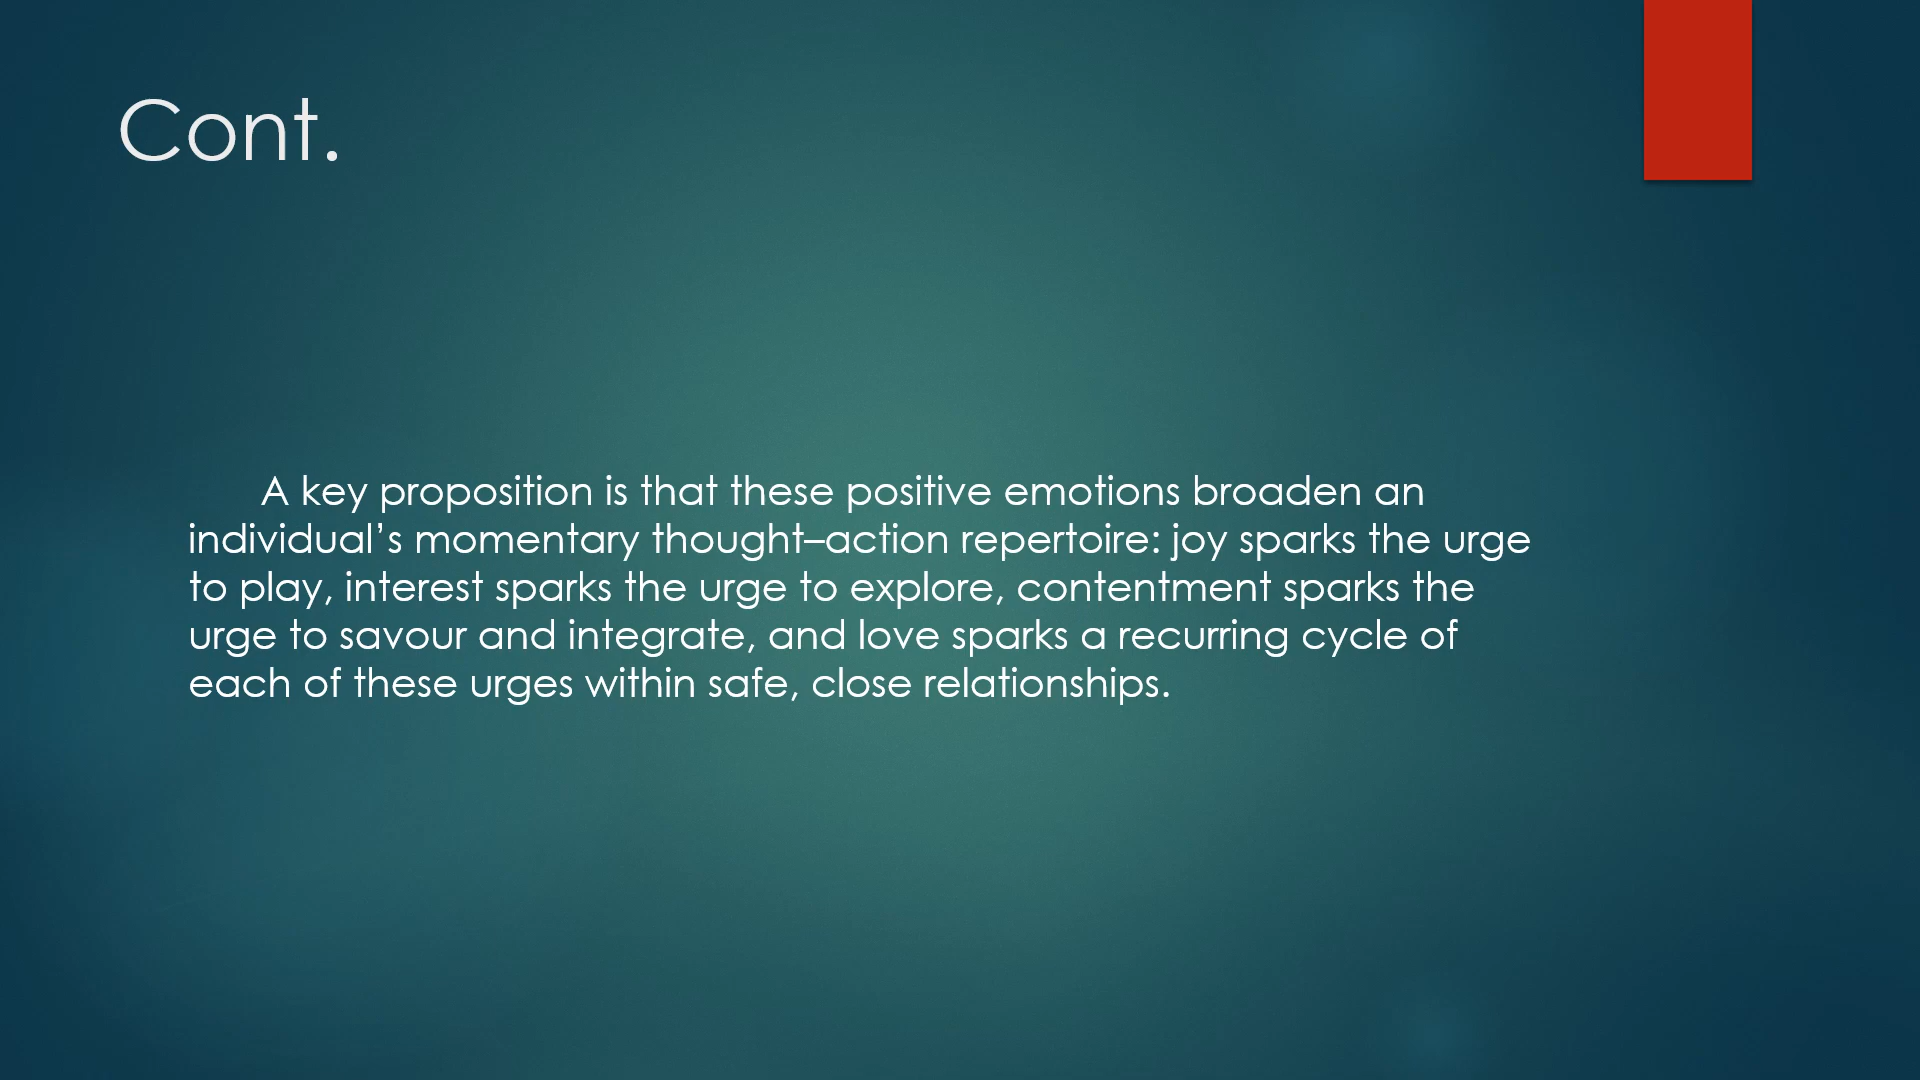 Cont.
A key proposition is that these positive emotions broaden an
individual’s momentary thought–action repertoire: joy sparks the urge
to play, interest sparks the urge to explore, contentment sparks the
urge to savour and integrate, and love sparks a recurring cycle of
each of these urges within safe, close relationships.